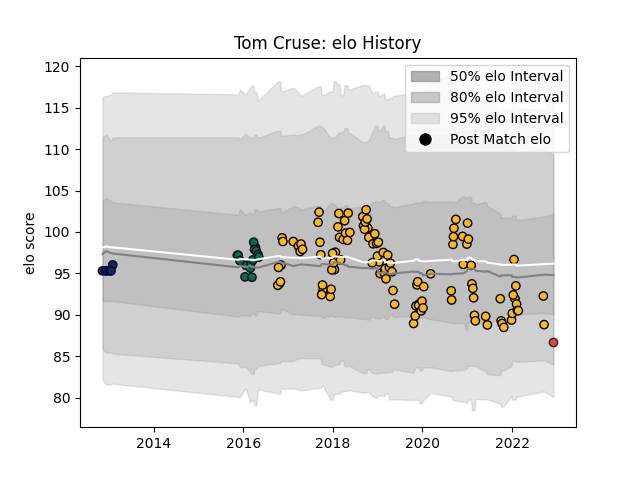 Tom Cruse: elo History
50% elo Interval
80% elo Interval
95% elo Interval
Post Match elo
elo score
120
115
110
105
100
95
90
85
80
2014
2016
2018
2020
2022